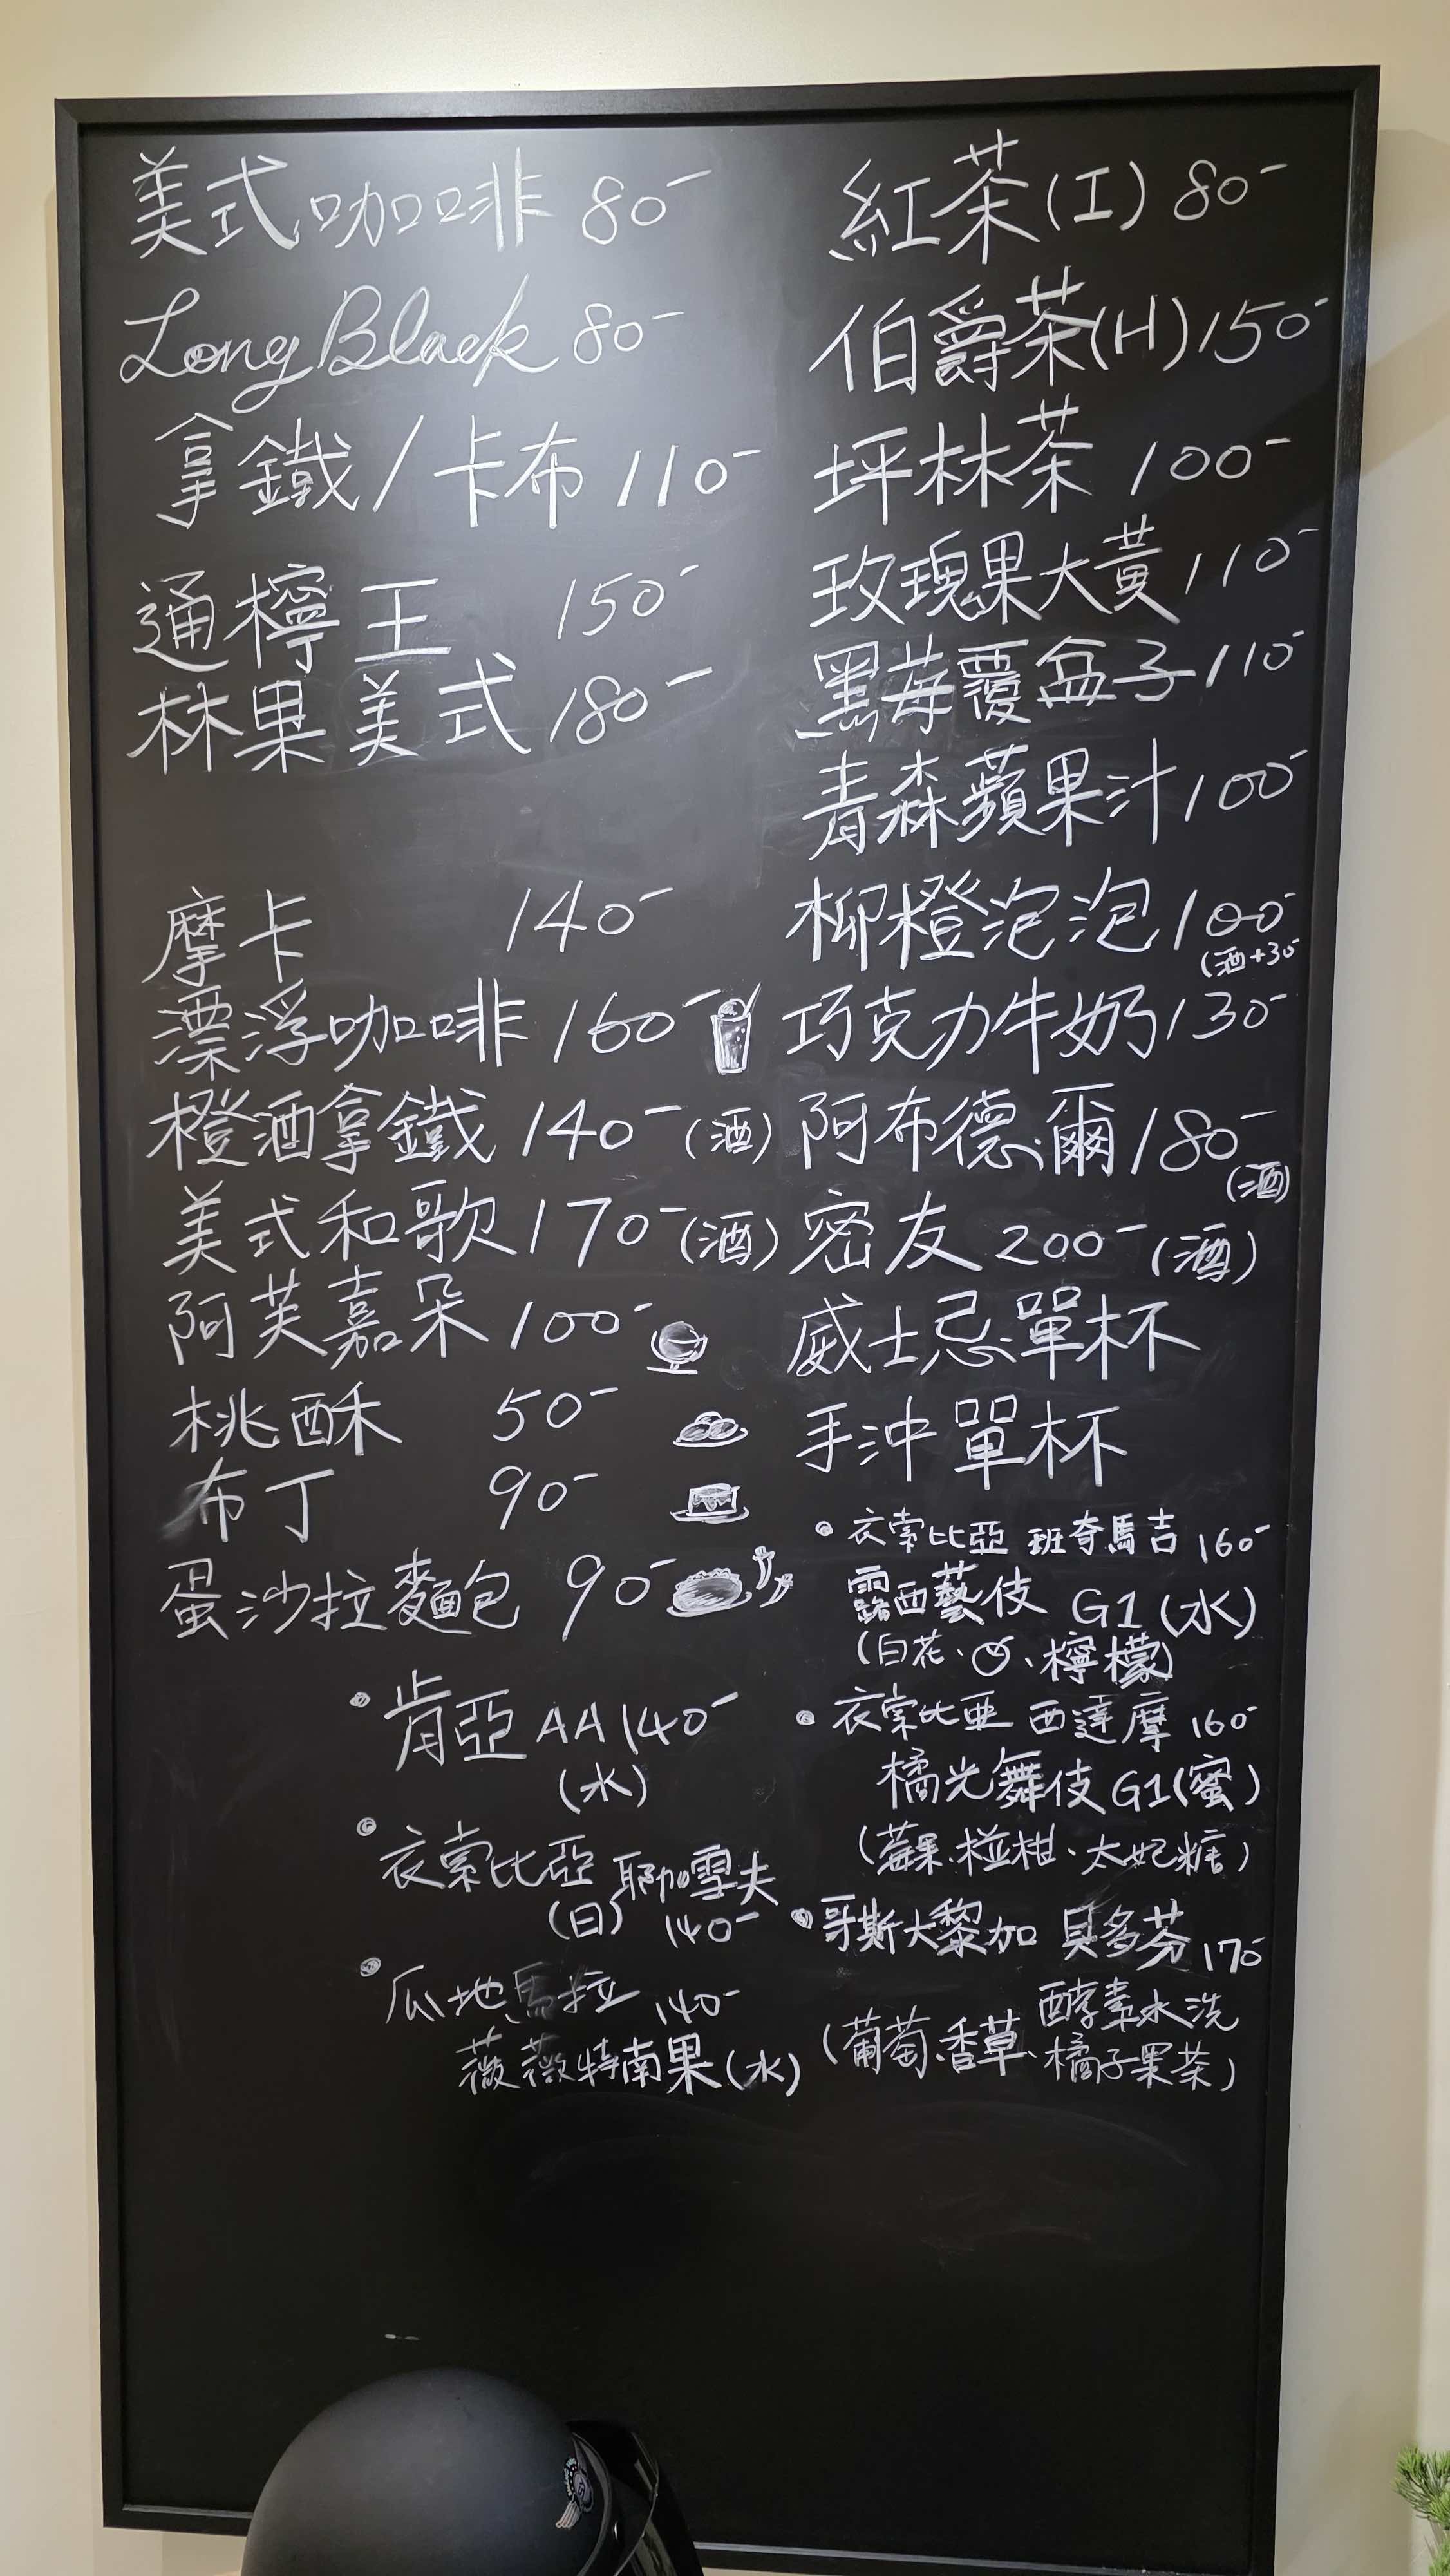 美式咖啡 80-
Long Black 80-
拿鐵/卡布 110-
通檸王 150-
林果美式 180-
摩卡 140-
漂浮咖啡 160-
橙酒拿鐵 140- (酒)
美式和歌 170- (酒)
阿芙嘉朵 100-
桃酥 50-
布丁 90-
蛋沙拉麵包 90-
• 肯亞 AA 140-
(水)
• 衣索比亞 耶加雪夫
(日) 140-
• 瓜地馬拉 140-
薇薇特南果(水)
紅茶(I) 80-
伯爵茶(H) 150-
坪林茶 100-
玫瑰果大黃 110-
黑莓覆盆子 110-
青森蘋果汁 100-
柳橙泡泡 100-
(酒+30-
巧克力牛奶 130-
阿布德爾 180-
(酒)
密友 200- (酒)
威士忌單杯
手沖單杯
• 衣索比亞 班奇馬吉 160-
露西藝伎 G1 (水)
(白花、、檸檬)
• 衣索比亞 西達摩 160-
橘光舞伎 G1(蜜)
(莓果、椪柑、太妃糖)
• 哥斯大黎加 貝多芬 170-
酵素水洗
(葡萄、香草、橘子果茶)